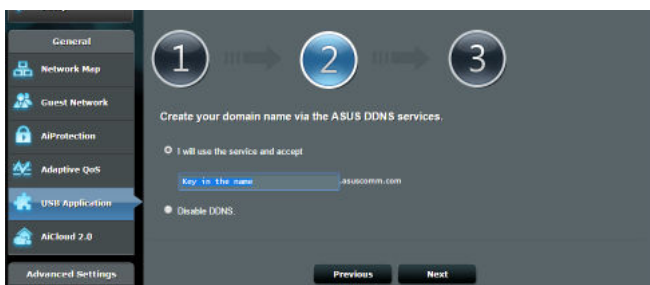 General
Network Map
Guest Network
AiProtection
Adaptive QoS
USB Application
AiCloud 2.0
Advanced Settings
1
2
3
Create your domain name via the ASUS DDNS services.
I will use the service and accept
Key in the name .asuscomm.com
Disable DDNS.
Previous Next